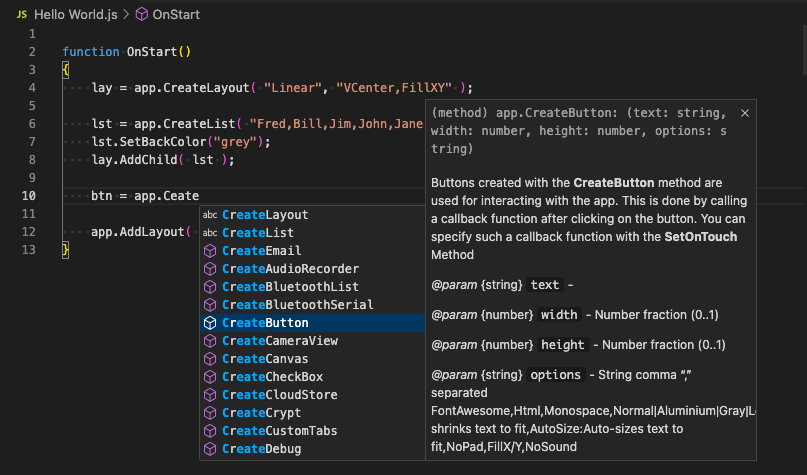 JS Hello World.js > OnStart
1
2 function OnStart()
3 {
4 lay = app.CreateLayout( "Linear", "VCenter,FillXY" );
5
6 lst = app.CreateList( "Fred,Bill,Jim,John,Jane
7 lst.SetBackColor("grey");
8 lay.AddChild( lst );
9
10 btn = app.Ceate
11
12 app.AddLayout(
13 }
abc CreateLayout
abc CreateList
CreateEmail
CreateAudioRecorder
CreateBluetoothList
CreateBluetoothSerial
CreateButton
CreateCameraView
CreateCanvas
CreateCheckBox
CreateCloudStore
CreateCrypt
CreateCustomTabs
CreateDebug
(method) app.CreateButton: (text: string,
width: number, height: number, options: s
tring)
Buttons created with the CreateButton method are
used for interacting with the app. This is done by calling
a callback function after clicking on the button. You can
specify such a callback function with the SetOnTouch
Method
@param {string} text -
@param {number} width - Number fraction (0..1)
@param {number} height - Number fraction (0..1)
@param {string} options - String comma “,”
separated
FontAwesome,Html,Monospace,Normal|Aluminium|Gray|L
shrinks text to fit,AutoSize:Auto-sizes text to
fit,NoPad,FillX/Y,NoSound